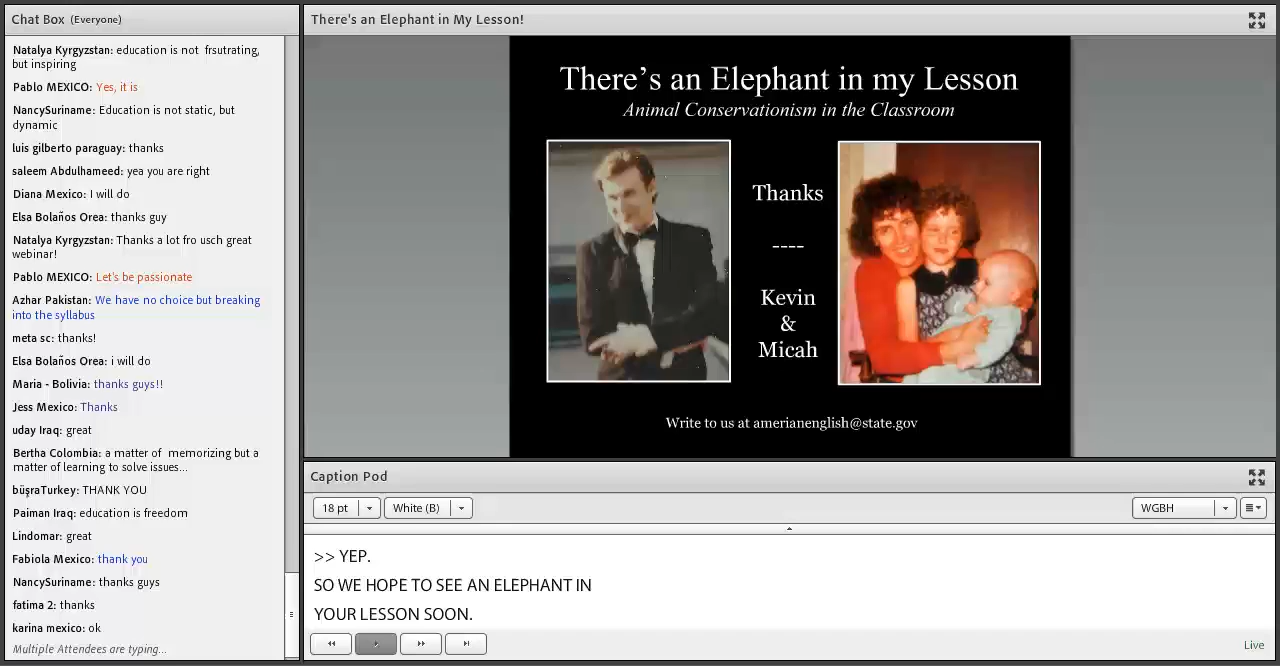 Chat Box (Everyone)
Natalya Kyrgyzstan: education is not frsutrating,
but inspiring
Pablo MEXICO: Yes, it is
NancySuriname: Education is not static, but
dynamic
luis gilberto paraguay: thanks
saleem Abdulhameed: yea you are right
Diana Mexico: I will do
Elsa Bolaños Orea: thanks guy
Natalya Kyrgyzstan: Thanks a lot fro usch great
webinar!
Pablo MEXICO: Let's be passionate
Azhar Pakistan: We have no choice but breaking
into the syllabus
meta sc: thanks!
Elsa Bolaños Orea: i will do
Maria - Bolivia: thanks guys!!
Jess Mexico: Thanks
uday Iraq: great
Bertha Colombia: a matter of memorizing but a
matter of learning to solve issues...
büşraTurkey: THANK YOU
Paiman Iraq: education is freedom
Lindomar: great
Fabiola Mexico: thank you
NancySuriname: thanks guys
fatima 2: thanks
karina mexico: ok
Multiple Attendees are typing...
There's an Elephant in My Lesson!
There's an Elephant in my Lesson
Animal Conservationism in the Classroom
Thanks
----
Kevin
&
Micah
Write to us at amerianenglish@state.gov
Caption Pod
18 pt
White (B)
WGBH
>> YEP.
SO WE HOPE TO SEE AN ELEPHANT IN
YOUR LESSON SOON.
Live